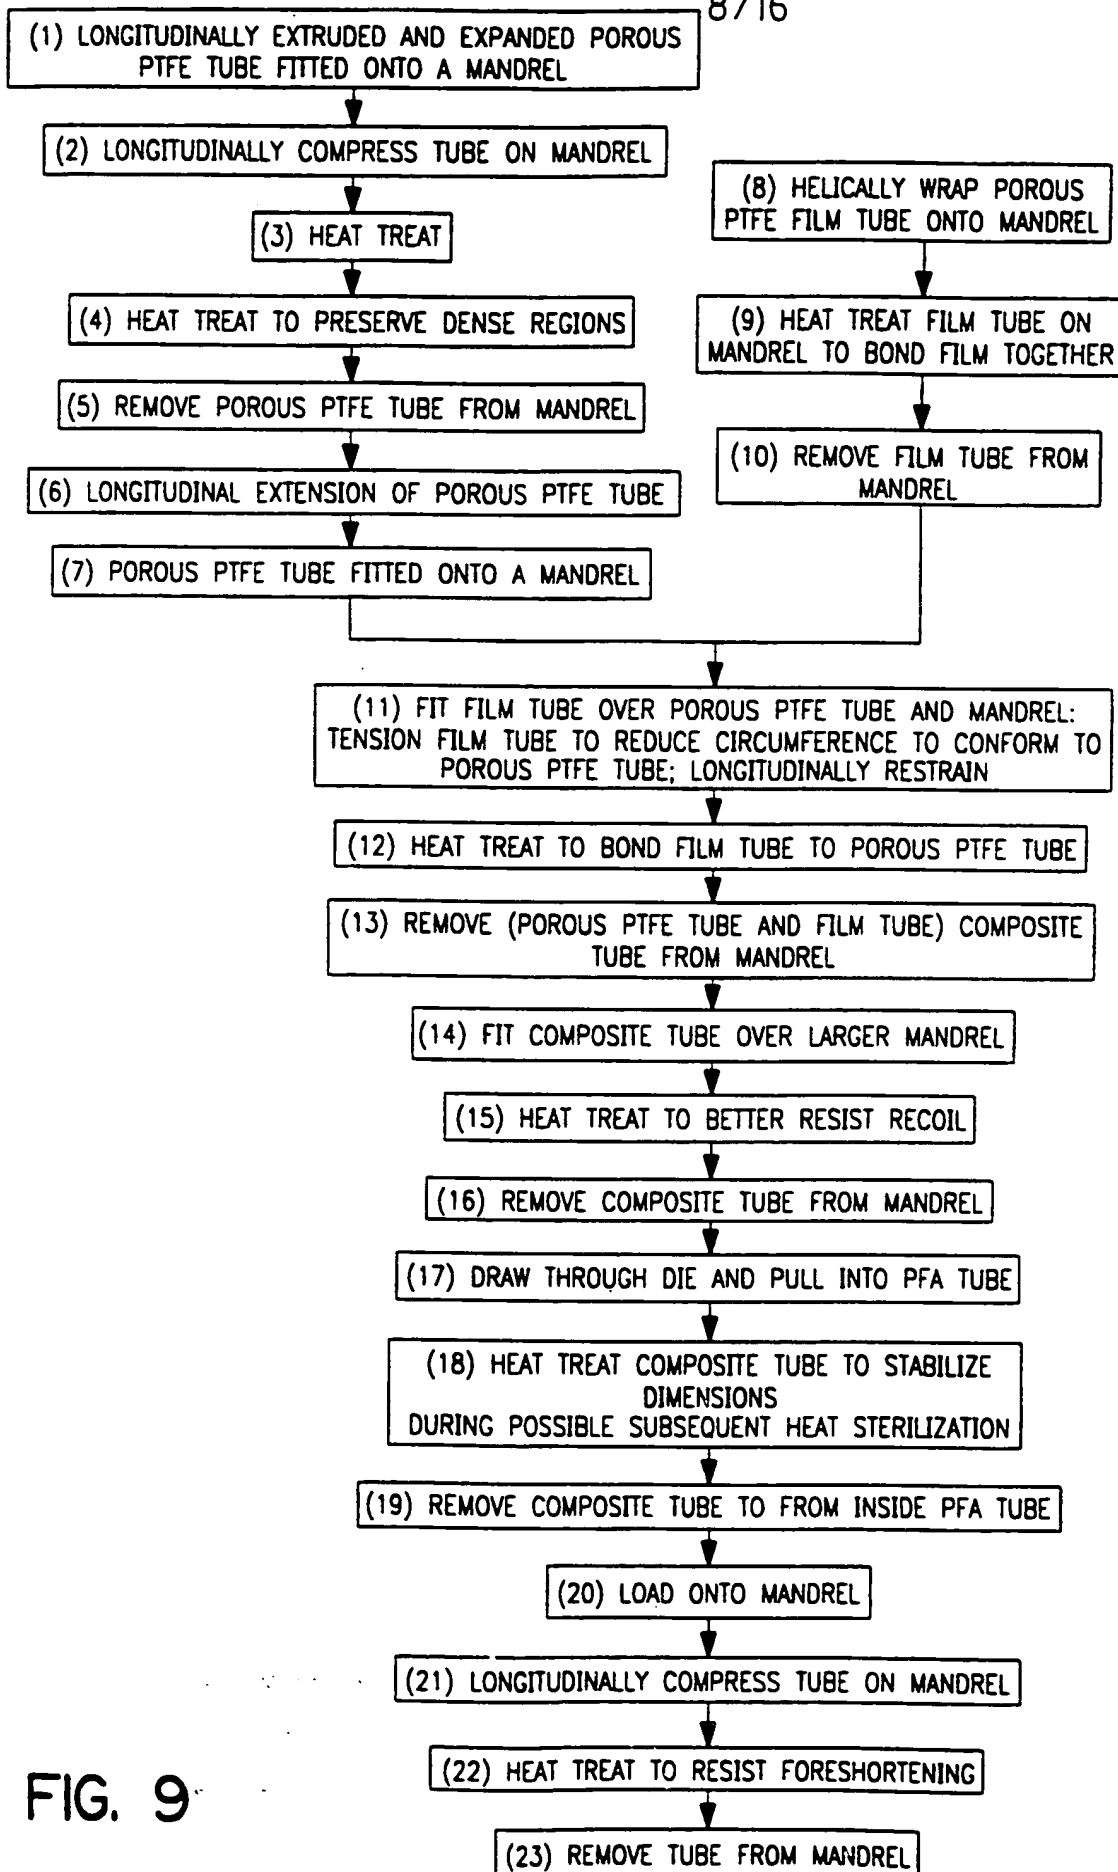 8/16
(1) LONGITUDINALLY EXTRUDED AND EXPANDED POROUS
PTFE TUBE FITTED ONTO A MANDREL
(2) LONGITUDINALLY COMPRESS TUBE ON MANDREL
(3) HEAT TREAT
(4) HEAT TREAT TO PRESERVE DENSE REGIONS
(5) REMOVE POROUS PTFE TUBE FROM MANDREL
(6) LONGITUDINAL EXTENSION OF POROUS PTFE TUBE
(7) POROUS PTFE TUBE FITTED ONTO A MANDREL
(8) HELICALLY WRAP POROUS
PTFE FILM TUBE ONTO MANDREL
(9) HEAT TREAT FILM TUBE ON
MANDREL TO BOND FILM TOGETHER
(10) REMOVE FILM TUBE FROM
MANDREL
(11) FIT FILM TUBE OVER POROUS PTFE TUBE AND MANDREL:
TENSION FILM TUBE TO REDUCE CIRCUMFERENCE TO CONFORM TO
POROUS PTFE TUBE; LONGITUDINALLY RESTRAIN
(12) HEAT TREAT TO BOND FILM TUBE TO POROUS PTFE TUBE
(13) REMOVE (POROUS PTFE TUBE AND FILM TUBE) COMPOSITE
TUBE FROM MANDREL
(14) FIT COMPOSITE TUBE OVER LARGER MANDREL
(15) HEAT TREAT TO BETTER RESIST RECOIL
(16) REMOVE COMPOSITE TUBE FROM MANDREL
(17) DRAW THROUGH DIE AND PULL INTO PFA TUBE
(18) HEAT TREAT COMPOSITE TUBE TO STABILIZE
DIMENSIONS
DURING POSSIBLE SUBSEQUENT HEAT STERILIZATION
(19) REMOVE COMPOSITE TUBE TO FROM INSIDE PFA TUBE
(20) LOAD ONTO MANDREL
(21) LONGITUDINALLY COMPRESS TUBE ON MANDREL
(22) HEAT TREAT TO RESIST FORESHORTENING
(23) REMOVE TUBE FROM MANDREL
FIG. 9